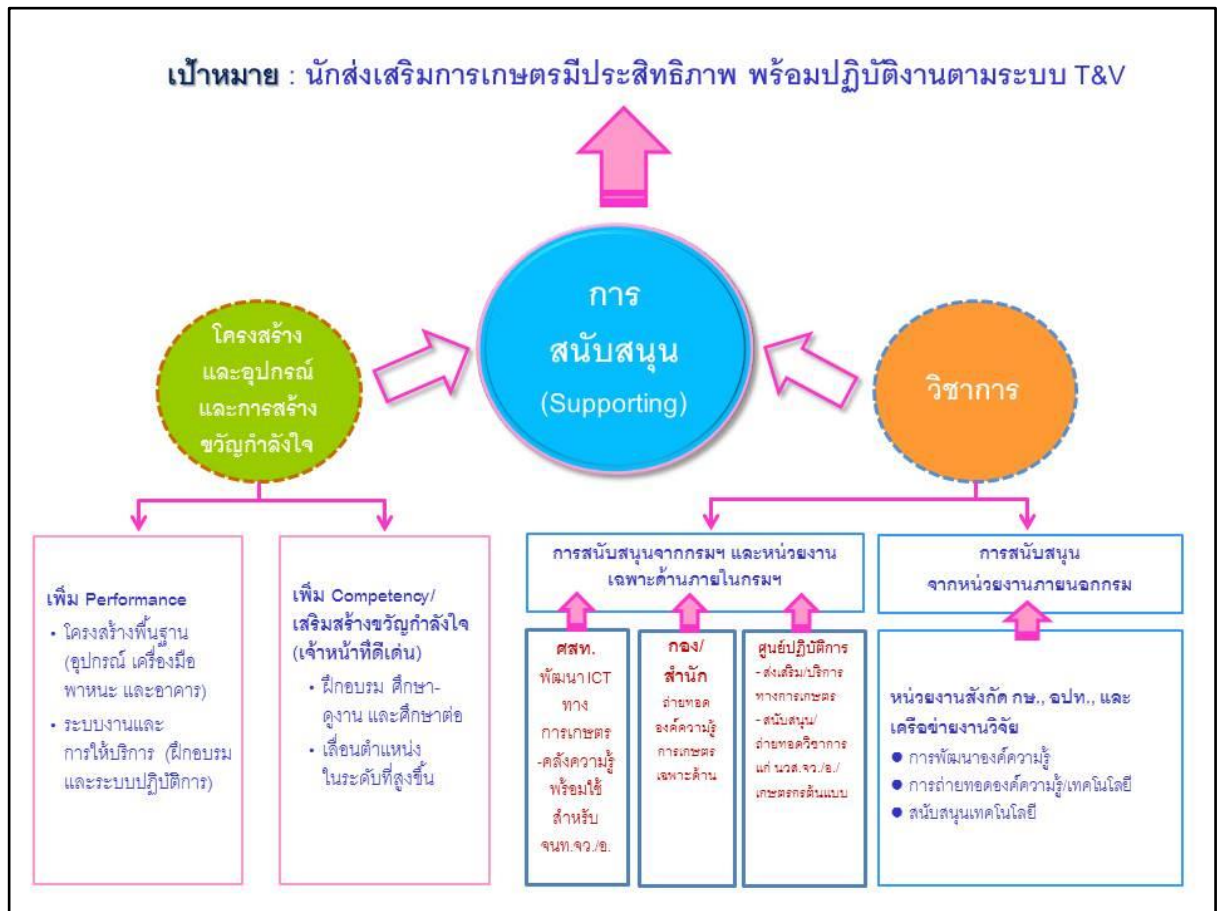 เป้าหมาย : นักส่งเสริมการเกษตรมีประสิทธิภาพ พร้อมปฏิบัติงานตามระบบ T&V
การ
สนับสนุน
(Supporting)
โครงสร้าง
และอุปกรณ์
และการสร้าง
ขวัญกำลังใจ
วิชาการ
เพิ่ม Performance
• โครงสร้างพื้นฐาน
(อุปกรณ์ เครื่องมือ
พาหนะ และอาคาร)
• ระบบงานและ
การให้บริการ (ฝึกอบรม
และระบบปฏิบัติการ)
เพิ่ม Competency/
เสริมสร้างขวัญกำลังใจ
(เจ้าหน้าที่ดีเด่น)
• ฝึกอบรม ศึกษา-
ดูงาน และศึกษาต่อ
• เลื่อนตำแหน่ง
ในระดับที่สูงขึ้น
การสนับสนุนจากกรมฯ และหน่วยงาน
เฉพาะด้านภายในกรมฯ
ศสท.
พัฒนา ICT
ทาง
การเกษตร
-คลังความรู้
พร้อมใช้
สำหรับ
จนท.จว./อ.
กอง/
สำนัก
ถ่ายทอด
องค์ความรู้
การเกษตร
เฉพาะด้าน
ศูนย์ปฏิบัติการ
- ส่งเสริม/บริการ
ทางการเกษตร
- สนับสนุน/
ถ่ายทอดวิชาการ
แก่ นวส.จว./อ./
เกษตรกรต้นแบบ
การสนับสนุน
จากหน่วยงานภายนอกกรม
หน่วยงานสังกัด กษ., อปท., และ
เครือข่ายงานวิจัย
● การพัฒนาองค์ความรู้
● การถ่ายทอดองค์ความรู้/เทคโนโลยี
● สนับสนุนเทคโนโลยี